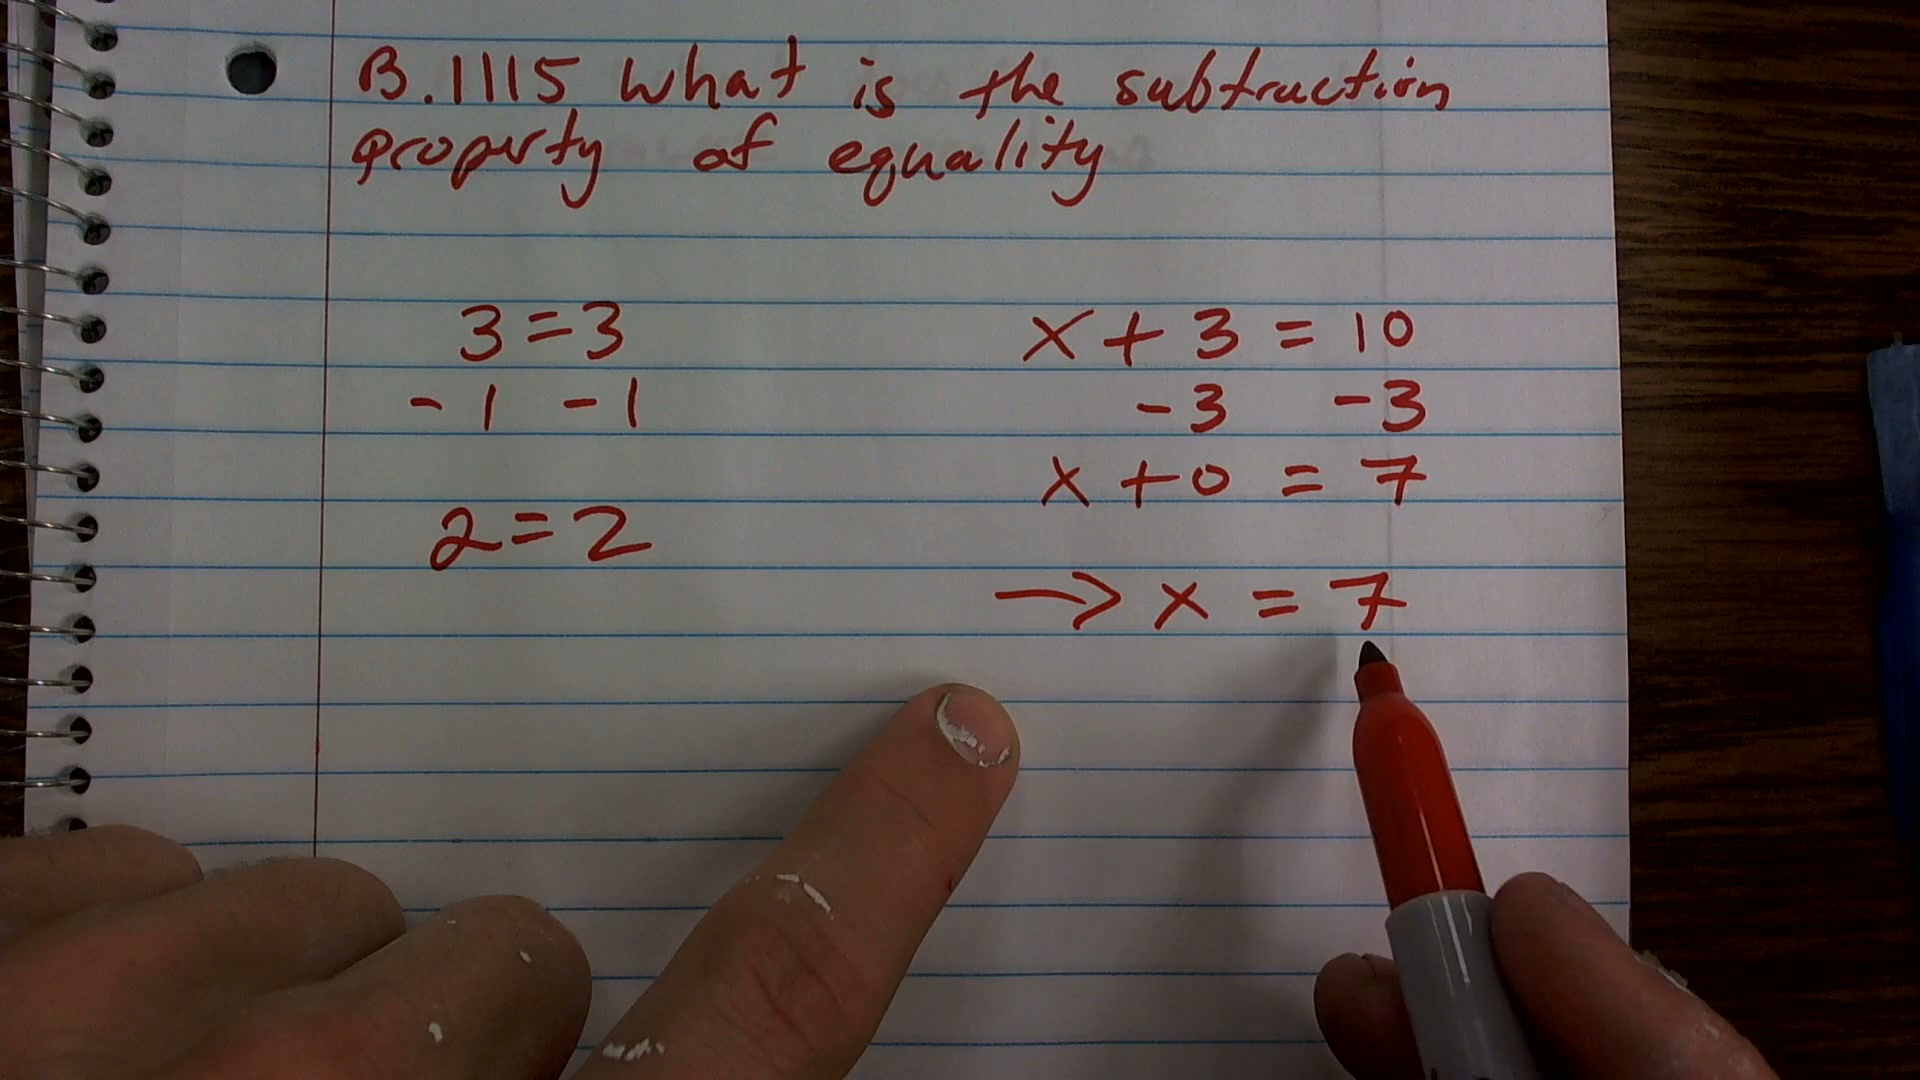 B.1115 What is the subtraction
property of equality
3 = 3
- 1 - 1
2 = 2
x + 3 = 10
- 3 - 3
x + 0 = 7
→ x = 7